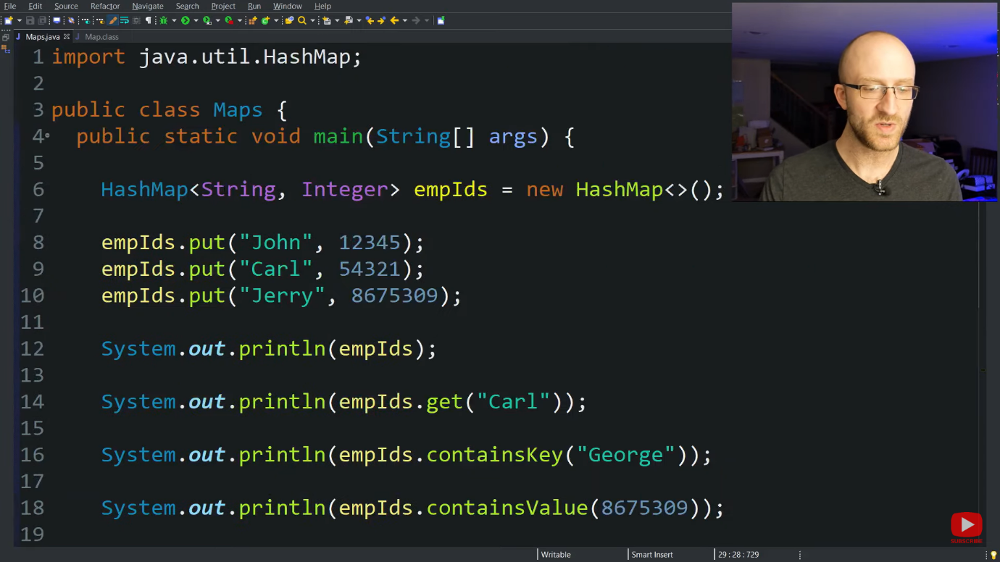 File Edit Source Refactor Navigate Search Project Run Window Help
Maps.java Map.class
1 import java.util.HashMap;
2
3 public class Maps {
4 public static void main(String[] args) {
5
6 HashMap<String, Integer> empIds = new HashMap<>();
7
8 empIds.put("John", 12345);
9 empIds.put("Carl", 54321);
10 empIds.put("Jerry", 8675309);
11
12 System.out.println(empIds);
13
14 System.out.println(empIds.get("Carl"));
15
16 System.out.println(empIds.containsKey("George"));
17
18 System.out.println(empIds.containsValue(8675309));
19
SUBSCRIBE
Writable Smart Insert 29 : 28 : 729